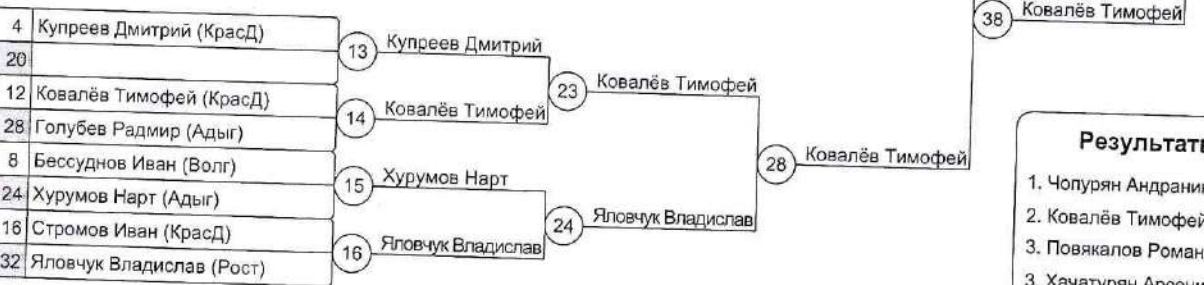 38 Ковалёв Тимофей
4 Купреев Дмитрий (КрасД)
20
13 Купреев Дмитрий
12 Ковалёв Тимофей (КрасД)
28 Голубев Радмир (Адыг)
14 Ковалёв Тимофей
23 Ковалёв Тимофей
8 Бессуднов Иван (Волг)
24 Хурумов Нарт (Адыг)
15 Хурумов Нарт
16 Стромов Иван (КрасД)
32 Яловчук Владислав (Рост)
16 Яловчук Владислав
24 Яловчук Владислав
28 Ковалёв Тимофей
1. Чопурян
2. Ковалёв Тимофей
3. Повякалов Роман
3. Хачатурян